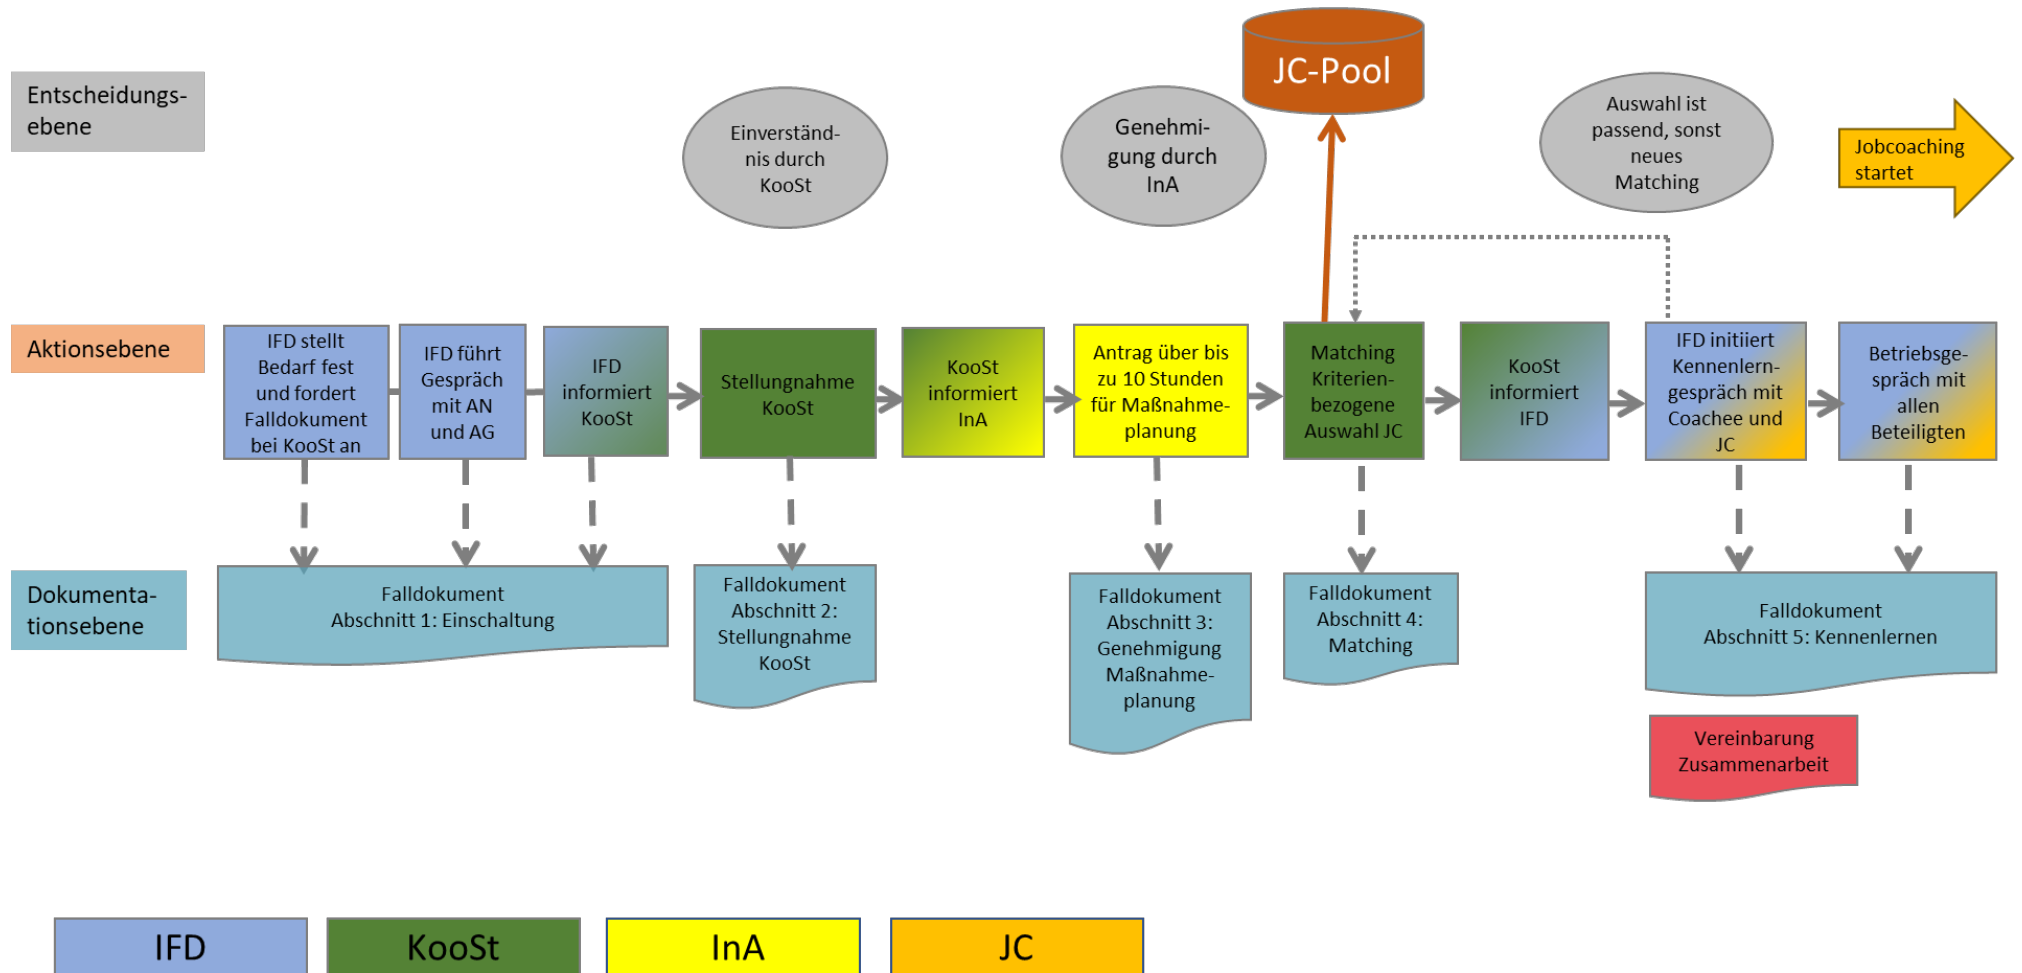 JC-Pool
Entscheidungs-
ebene
Einverständ-
nis durch
KooSt
Genehmi-
gung durch
InA
Auswahl ist
passend, sonst
neues
Matching
Jobcoaching
startet
Aktionsebene
IFD stellt
Bedarf fest
und fordert
Falldokument
bei KooSt an
IFD führt
Gespräch
mit AN
und AG
IFD
informiert
KooSt
Stellungnahme
KooSt
KooSt
informiert
InA
Antrag über bis
zu 10 Stunden
für Maßnahme-
planung
Matching
Kriterien-
bezogene
Auswahl JC
KooSt
informiert
IFD
IFD initiiert
Kennenlern-
gespräch mit
Coachee und
JC
Betriebsge-
spräch mit
allen
Beteiligten
Dokumenta-
tionsebene
Falldokument
Abschnitt 1: Einschaltung
Falldokument
Abschnitt 2:
Stellungnahme
KooSt
Falldokument
Abschnitt 3:
Genehmigung
Maßnahme-
planung
Falldokument
Abschnitt 4:
Matching
Falldokument
Abschnitt 5: Kennenlernen
Vereinbarung
Zusammenarbeit
IFD
KooSt
InA
JC